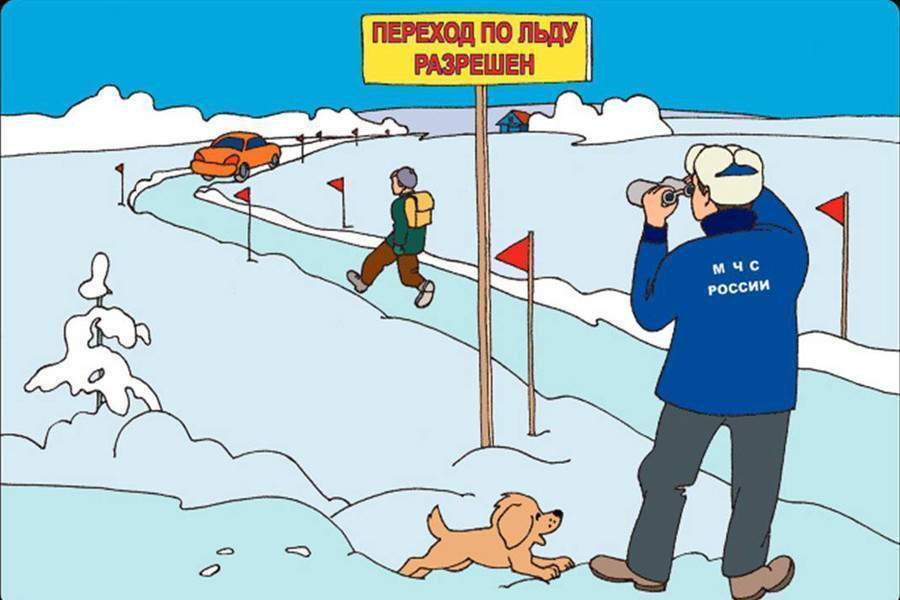 ПЕРЕХОД ПО ЛЬДУ
РАЗРЕШЕН
М Ч С
РОССИИ